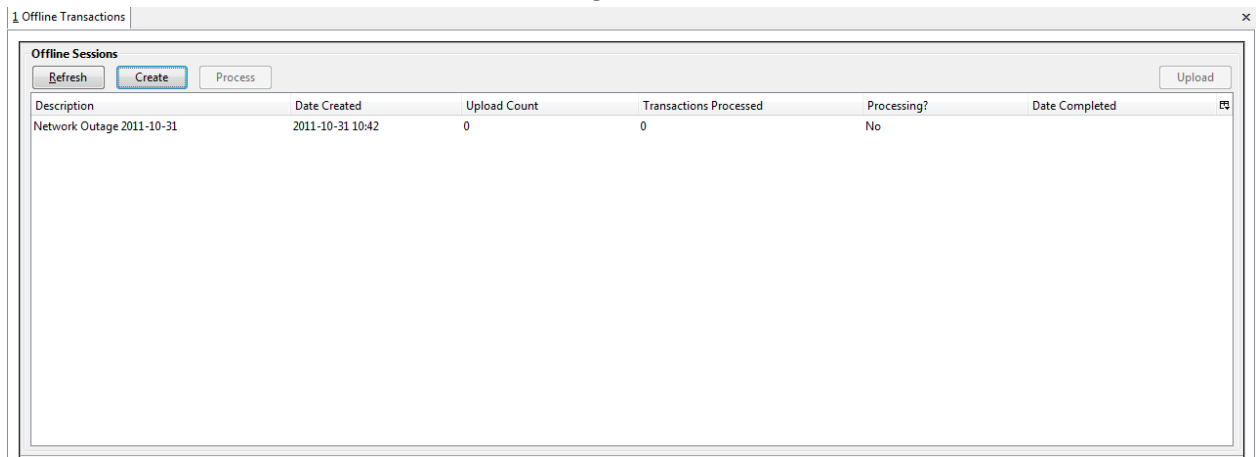 1 Offline Transactions
Offline Sessions
Refresh Create Process Upload
Description Date Created Upload Count Transactions Processed Processing? Date Completed
Network Outage 2011-10-31 2011-10-31 10:42 0 0 No